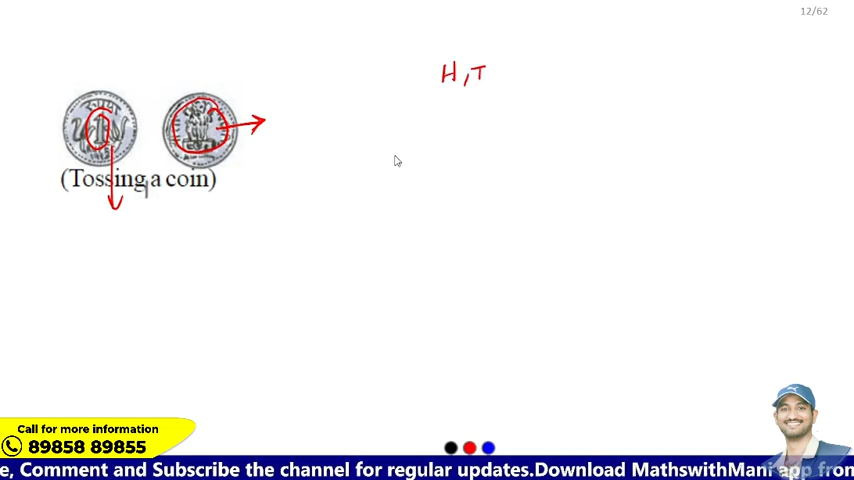 12/62
H, T
(Tossing a coin)
Call for more information
89858 89855
e, Comment and Subscribe the channel for regular updates.Download MathswithMani app from